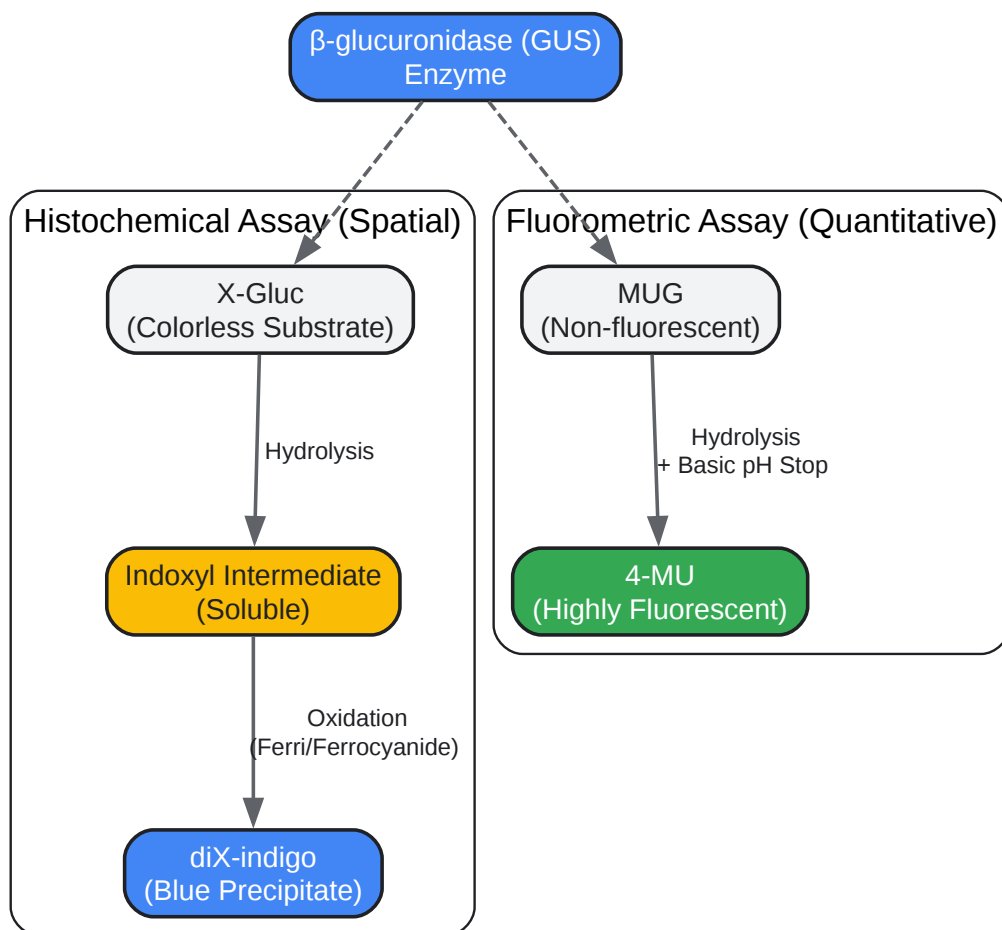 β-glucuronidase (GUS)
Enzyme
Histochemical Assay (Spatial)
X-Gluc
(Colorless Substrate)
Hydrolysis
Indoxyl Intermediate
(Soluble)
Oxidation
(Ferri/Ferrocyanide)
diX-indigo
(Blue Precipitate)
Fluorometric Assay (Quantitative)
MUG
(Non-fluorescent)
Hydrolysis
+ Basic pH Stop
4-MU
(Highly Fluorescent)